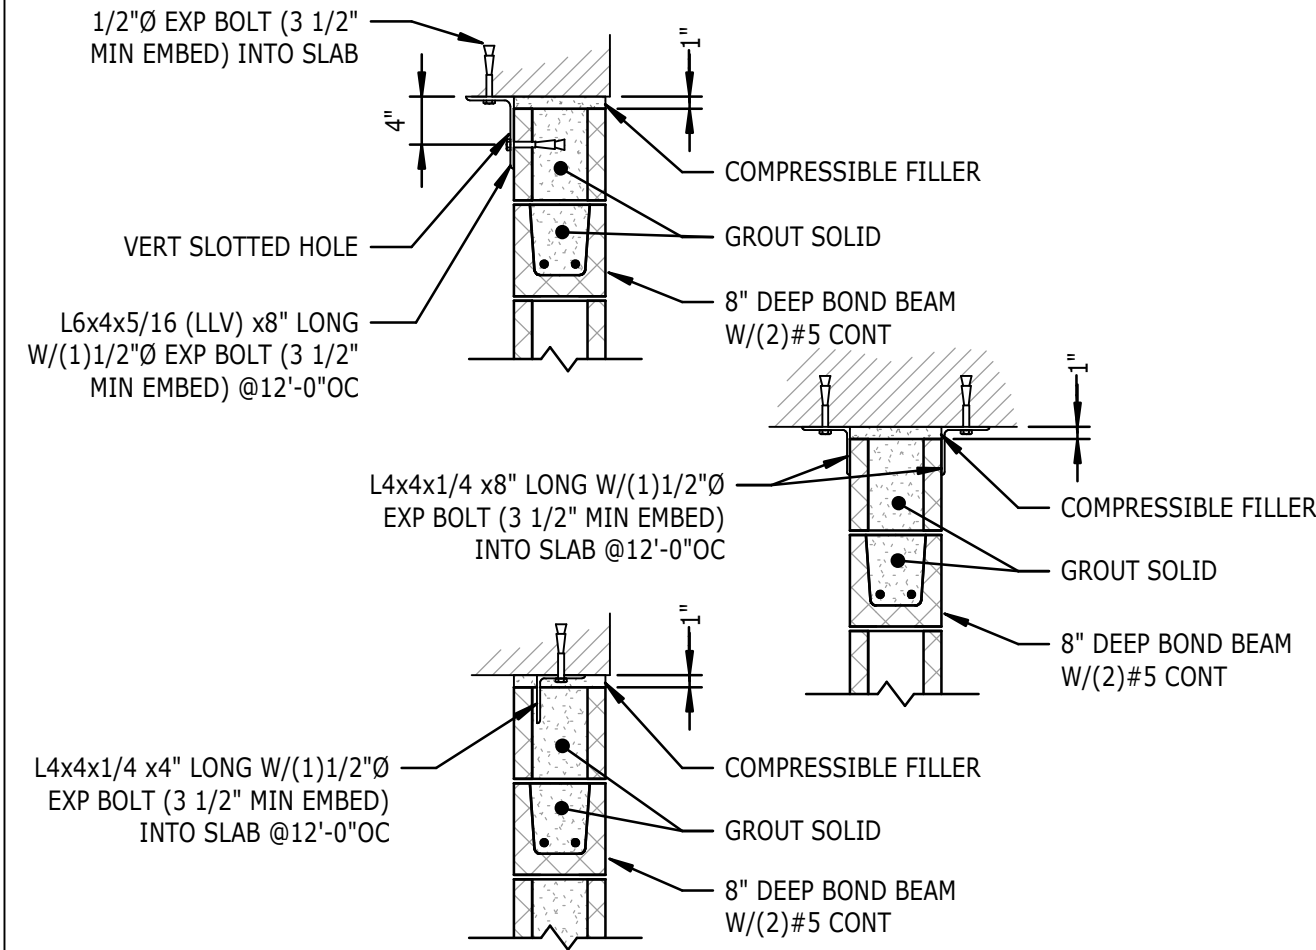 1/2"Ø EXP BOLT (3 1/2"
MIN EMBED) INTO SLAB
1"
4"
COMPRESSIBLE FILLER
GROUT SOLID
VERT SLOTTED HOLE
8" DEEP BOND BEAM
W/(2)#5 CONT
L6x4x5/16 (LLV) x8" LONG
W/(1)1/2"Ø EXP BOLT (3 1/2"
MIN EMBED) @12'-0"OC
1"
L4x4x1/4 x8" LONG W/(1)1/2"Ø
EXP BOLT (3 1/2" MIN EMBED)
INTO SLAB @12'-0"OC
COMPRESSIBLE FILLER
GROUT SOLID
8" DEEP BOND BEAM
W/(2)#5 CONT
1"
L4x4x1/4 x4" LONG W/(1)1/2"Ø
EXP BOLT (3 1/2" MIN EMBED)
INTO SLAB @12'-0"OC
COMPRESSIBLE FILLER
GROUT SOLID
8" DEEP BOND BEAM
W/(2)#5 CONT